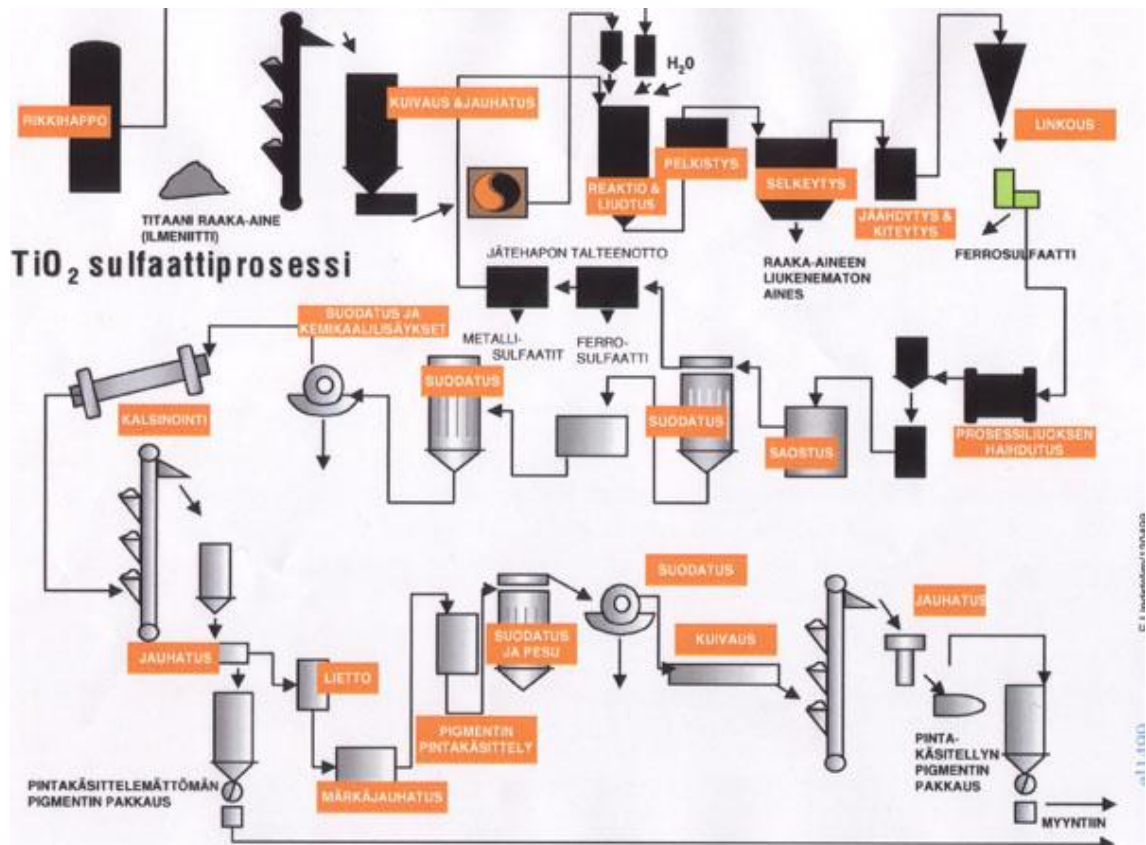 H₂0
RIKKIHAPPO
KUIVAUS &JAUHATUS
LINKOUS
PELKISTYS
REAKTIO &
LIUOTUS
SELKEYTYS
JÄÄHDYTYS &
KITEYTYS
TITAANI RAAKA-AINE
(ILMENIITTI)
JÄTEHAPON TALTEENOTTO
RAAKA-AINEEN
LIUKENEMATON
AINES
FERROSULFAATTI
TiO₂ sulfaattiprosessi
SUODATUS JA
KEMIKAALILISÄYKSET
METALLI-
SULFAATIT
FERRO-
SULFAATTI
KALSINOINTI
SUODATUS
SUODATUS
SAOSTUS
PROSESSILIUOKSEN
HAIHDUTUS
JAUHATUS
LIETTO
SUODATUS
JA PESU
SUODATUS
KUIVAUS
JAUHATUS
PIGMENTIN
PINTAKÄSITTELY
MÄRKÄJAUHATUS
PINTAKÄSITTELEMÄTTÖMÄN
PIGMENTIN PAKKAUS
PINTA-
KÄSITELLYN
PIGMENTIN
PAKKAUS
MYYNTIIN